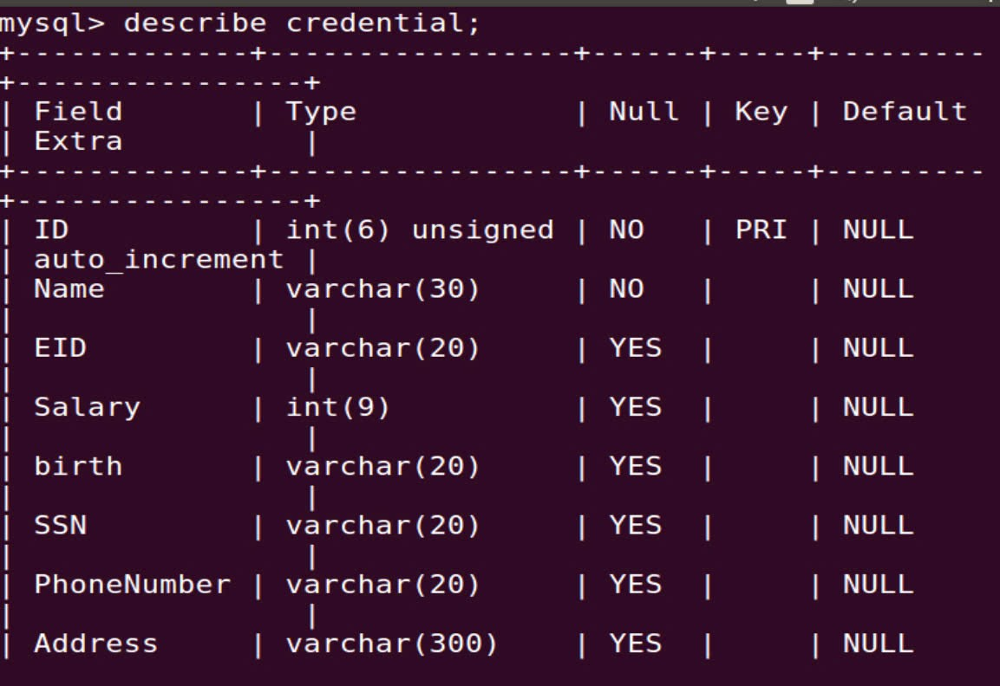 mysql> describe credential;
+-------------+-----------------+------+-----+---------
+----------------+
| Field       | Type            | Null | Key | Default
| Extra          |
+-------------+-----------------+------+-----+---------
+----------------+
| ID          | int(6) unsigned | NO   | PRI | NULL
| auto_increment |
| Name        | varchar(30)     | NO   |     | NULL
|                |
| EID         | varchar(20)     | YES  |     | NULL
|                |
| Salary      | int(9)          | YES  |     | NULL
|                |
| birth       | varchar(20)     | YES  |     | NULL
|                |
| SSN         | varchar(20)     | YES  |     | NULL
|                |
| PhoneNumber | varchar(20)     | YES  |     | NULL
|                |
| Address     | varchar(300)    | YES  |     | NULL